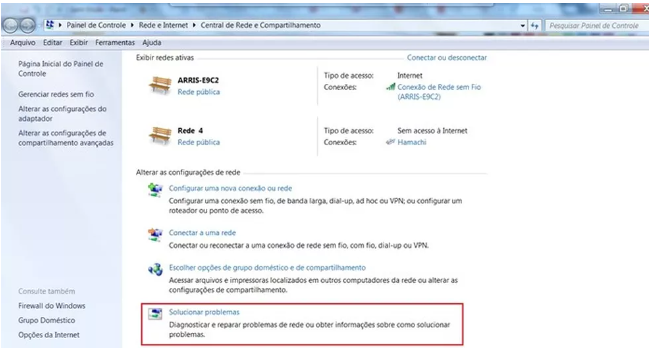 Painel de Controle ▸ Rede e Internet ▸ Central de Rede e Compartilhamento
Pesquisar Painel de Controle
Arquivo Editar Exibir Ferramentas Ajuda
Página Inicial do Painel de
Controle
Gerenciar redes sem fio
Alterar as configurações do
adaptador
Alterar as configurações de
compartilhamento avançadas
Exibir redes ativas
Conectar ou desconectar
ARRIS-E9C2
Rede pública
Tipo de acesso: Internet
Conexões: Conexão de Rede sem Fio
(ARRIS-E9C2)
Rede 4
Rede pública
Tipo de acesso: Sem acesso à Internet
Conexões: Hamachi
Alterar as configurações de rede
Configurar uma nova conexão ou rede
Configurar uma conexão sem fio, de banda larga, dial-up, ad hoc ou VPN; ou configurar um
roteador ou ponto de acesso.
Conectar a uma rede
Conectar ou reconectar a uma conexão de rede sem fio, com fio, dial-up ou VPN.
Escolher opções de grupo doméstico e de compartilhamento
Acessar arquivos e impressoras localizados em outros computadores da rede ou alterar as
configurações de compartilhamento.
Solucionar problemas
Diagnosticar e reparar problemas de rede ou obter informações sobre como solucionar
problemas.
Consulte também
Firewall do Windows
Grupo Doméstico
Opções da Internet